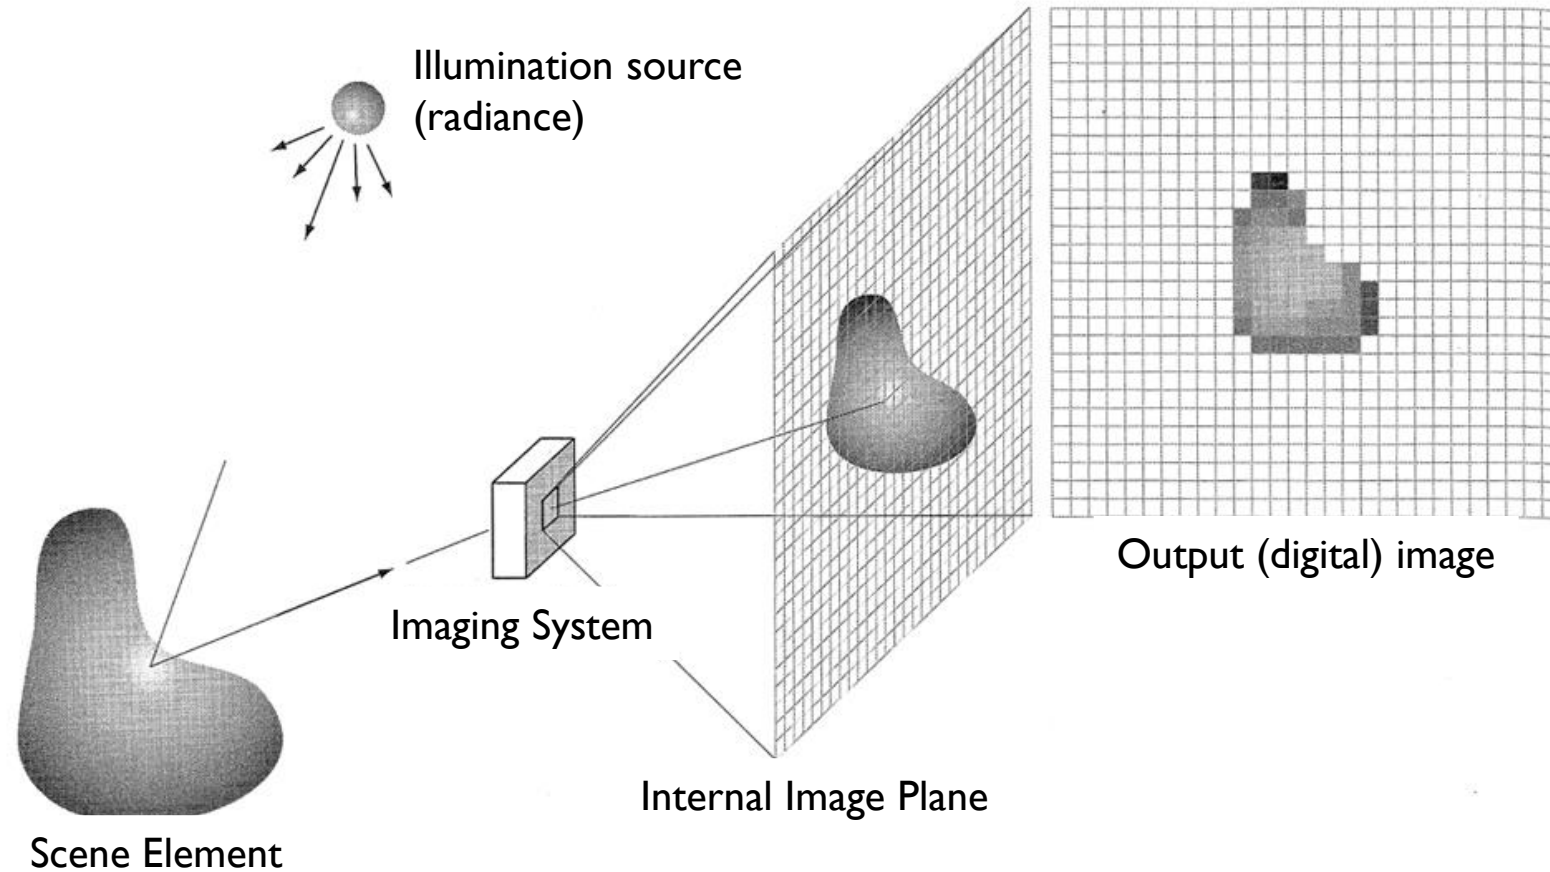 Illumination source
(radiance)
Output (digital) image
Imaging System
Internal Image Plane
Scene Element